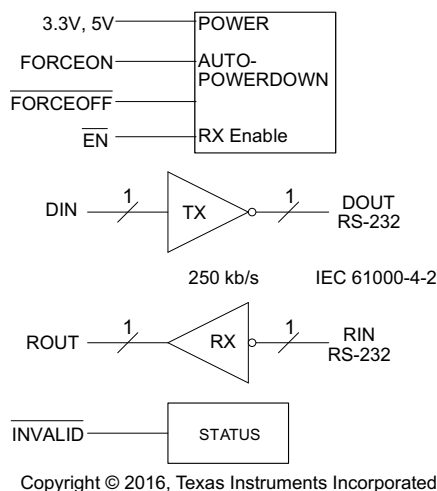 3.3V, 5V POWER
FORCEON AUTO-
POWERDOWN
FORCEOFF
EN RX Enable
1 1
DIN TX DOUT
RS-232
250 kb/s IEC 61000-4-2
1 1
ROUT RX RIN
RS-232
INVALID STATUS
Copyright © 2016, Texas Instruments Incorporated